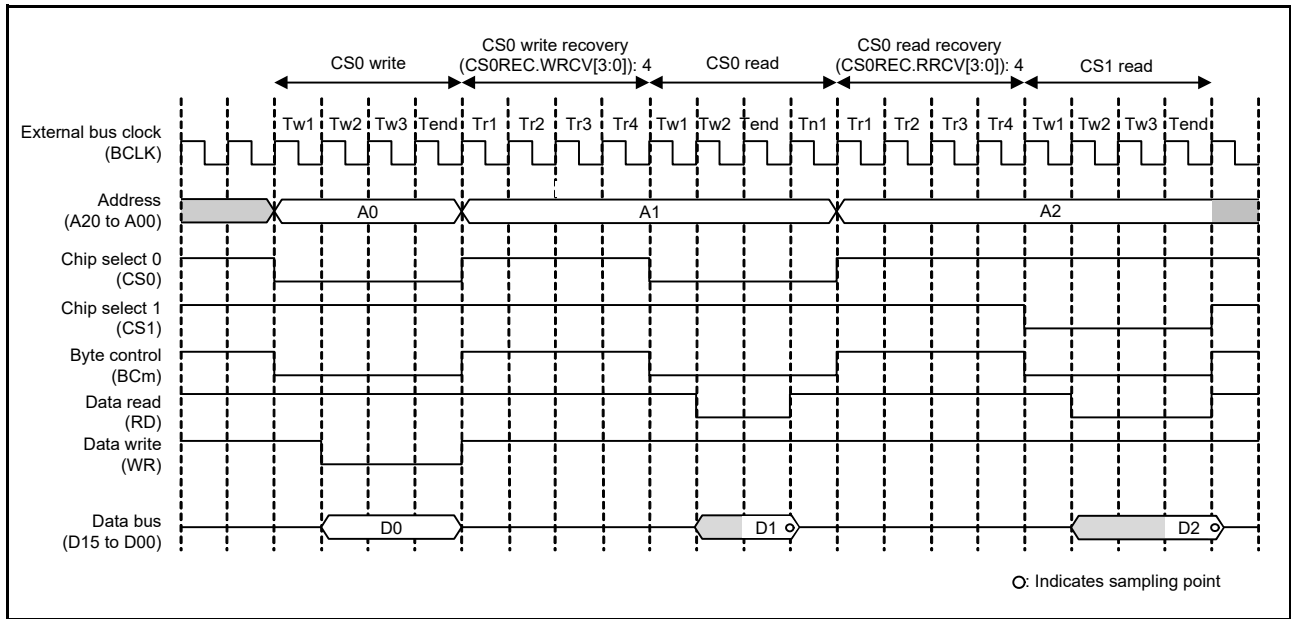 CS0 write
CS0 write recovery
(CS0REC.WRCV[3:0]): 4
CS0 read
CS0 read recovery
(CS0REC.RRCV[3:0]): 4
CS1 read
External bus clock
(BCLK)
Tw1 Tw2 Tw3 Tend Tr1 Tr2 Tr3 Tr4 Tw1 Tw2 Tend Tn1 Tr1 Tr2 Tr3 Tr4 Tw1 Tw2 Tw3 Tend
Address
(A20 to A00)
A0 A1 A2
Chip select 0
(CS0)
Chip select 1
(CS1)
Byte control
(BCm)
Data read
(RD)
Data write
(WR)
Data bus
(D15 to D00)
D0 D1 D2
O: Indicates sampling point